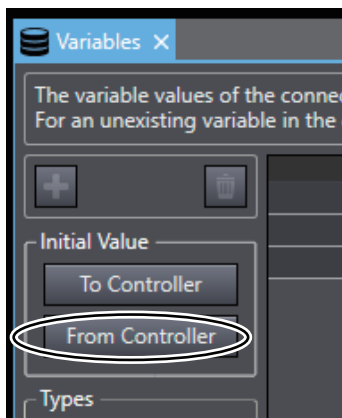 Variables
The variable values of the
For an unexisting variable in the
Initial Value
To Controller
From Controller
Types